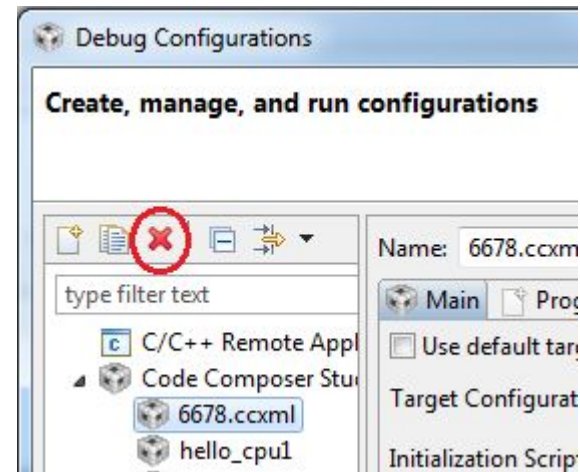 Debug Configurations
Create, manage, and run configurations
Name: 6678.ccxm
type filter text
Main Prog
C/C++ Remote Appl
Use default targ
Code Composer Stu
Target Configurat
6678.ccxml
hello_cpu1
Initialization Script